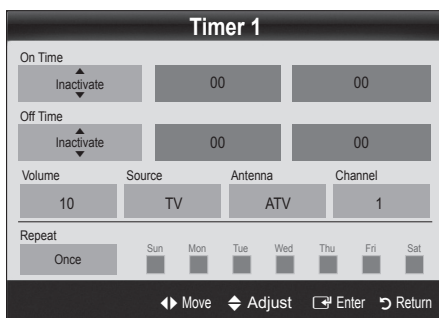 Timer 1
On Time
Inactivate 00 00
Off Time
Inactivate 00 00
Volume Source Antenna Channel
10 TV ATV 1
Repeat
Once Sun Mon Tue Wed Thu Fri Sat
Move Adjust Enter Return